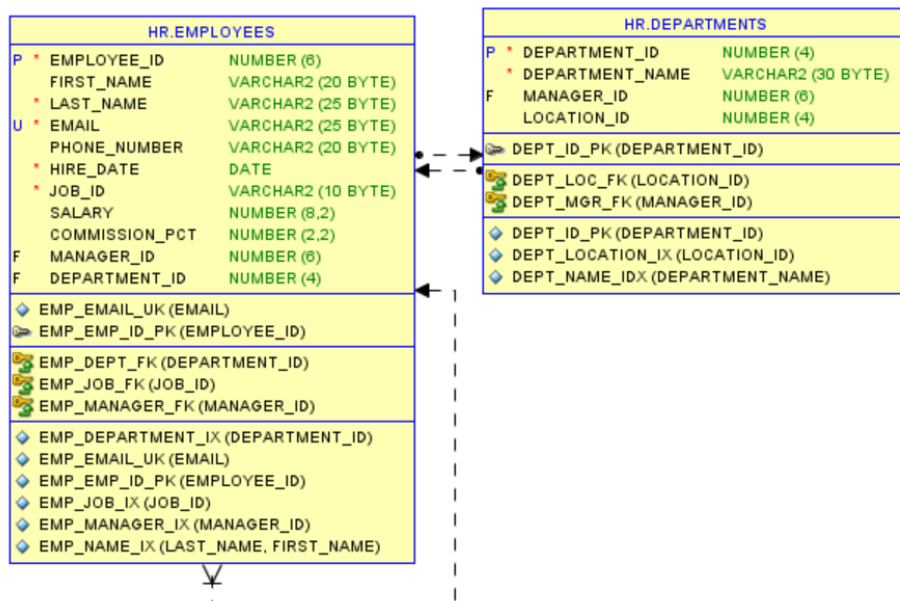 HR.EMPLOYEES
P * EMPLOYEE_ID NUMBER (6)
FIRST_NAME VARCHAR2 (20 BYTE)
* LAST_NAME VARCHAR2 (25 BYTE)
U * EMAIL VARCHAR2 (25 BYTE)
PHONE_NUMBER VARCHAR2 (20 BYTE)
* HIRE_DATE DATE
* JOB_ID VARCHAR2 (10 BYTE)
SALARY NUMBER (8,2)
COMMISSION_PCT NUMBER (2,2)
F MANAGER_ID NUMBER (6)
F DEPARTMENT_ID NUMBER (4)
EMP_EMAIL_UK (EMAIL)
EMP_EMP_ID_PK (EMPLOYEE_ID)
EMP_DEPT_FK (DEPARTMENT_ID)
EMP_JOB_FK (JOB_ID)
EMP_MANAGER_FK (MANAGER_ID)
EMP_DEPARTMENT_IX (DEPARTMENT_ID)
EMP_EMAIL_UK (EMAIL)
EMP_EMP_ID_PK (EMPLOYEE_ID)
EMP_JOB_IX (JOB_ID)
EMP_MANAGER_IX (MANAGER_ID)
EMP_NAME_IX (LAST_NAME, FIRST_NAME)
HR.DEPARTMENTS
P * DEPARTMENT_ID NUMBER (4)
* DEPARTMENT_NAME VARCHAR2 (30 BYTE)
F MANAGER_ID NUMBER (6)
LOCATION_ID NUMBER (4)
DEPT_ID_PK (DEPARTMENT_ID)
DEPT_LOC_FK (LOCATION_ID)
DEPT_MGR_FK (MANAGER_ID)
DEPT_ID_PK (DEPARTMENT_ID)
DEPT_LOCATION_IX (LOCATION_ID)
DEPT_NAME_IDX (DEPARTMENT_NAME)